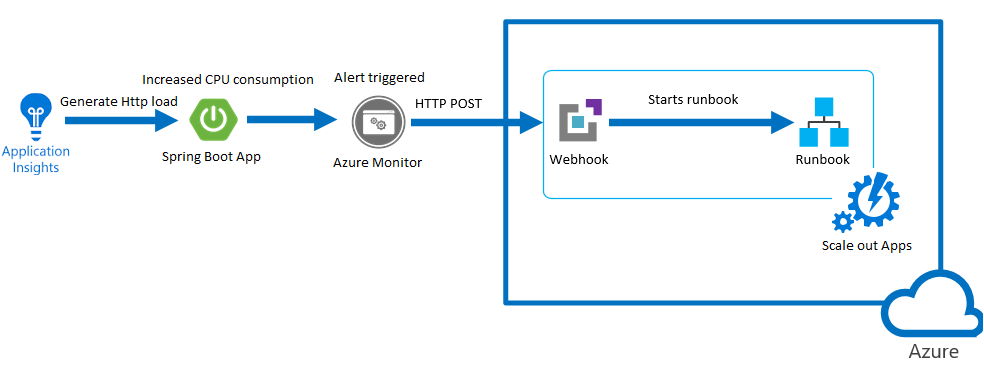 Increased CPU consumption
Alert triggered
Generate Http load
HTTP POST
Starts runbook
Application
Insights
Spring Boot App
Azure Monitor
Webhook
Runbook
Scale out Apps
Azure